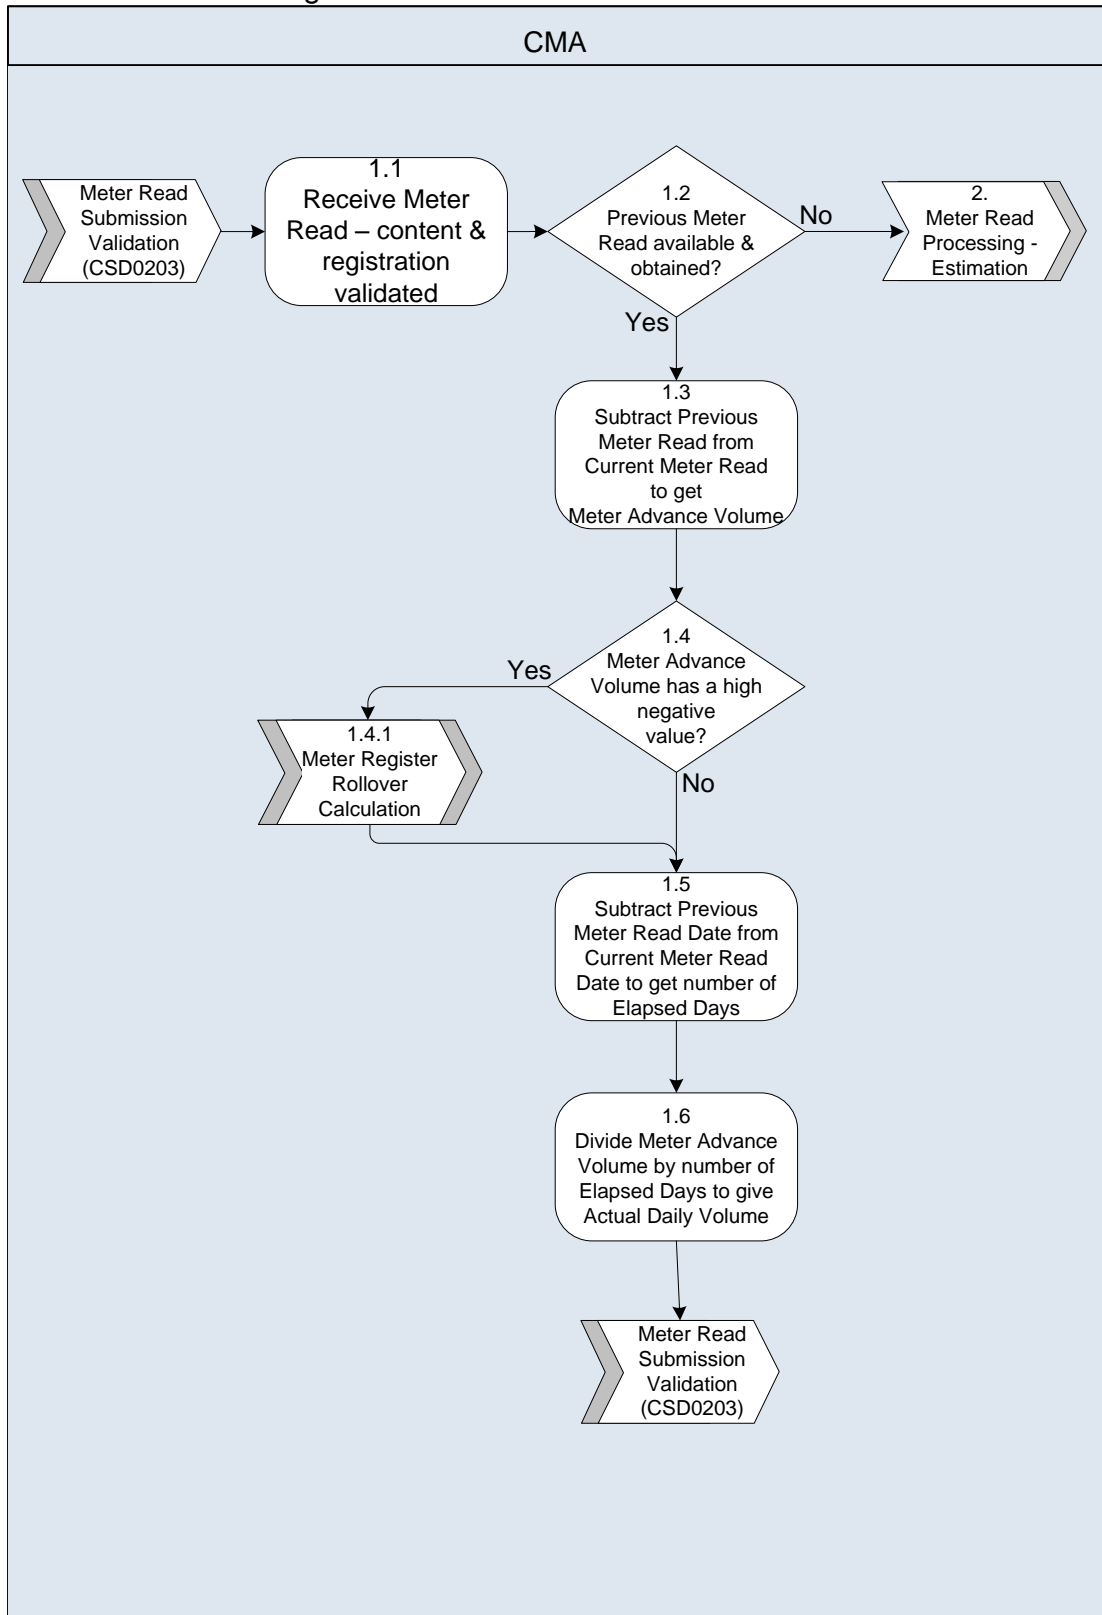 CMA
Meter Read
Submission
Validation
(CSD0203)
1.1
Receive Meter
Read – content &
registration
validated
1.2
Previous Meter
Read available &
obtained?
No
2.
Meter Read
Processing -
Estimation
Yes
1.3
Subtract Previous
Meter Read from
Current Meter Read
to get
Meter Advance Volume
1.4
Meter Advance
Volume has a high
negative
value?
Yes
1.4.1
Meter Register
Rollover
Calculation
No
1.5
Subtract Previous
Meter Read Date from
Current Meter Read
Date to get number of
Elapsed Days
1.6
Divide Meter Advance
Volume by number of
Elapsed Days to give
Actual Daily Volume
Meter Read
Submission
Validation
(CSD0203)